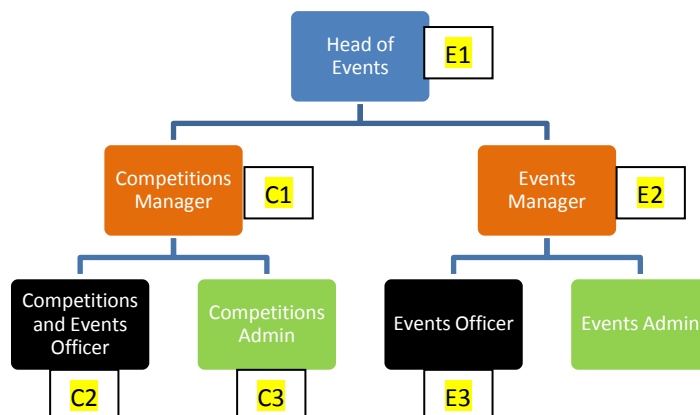 Head of
Events
E1
Competitions
Manager
C1
Events
Manager
E2
Competitions
and Events
Officer
C2
Competitions
Admin
C3
Events Officer
E3
Events Admin